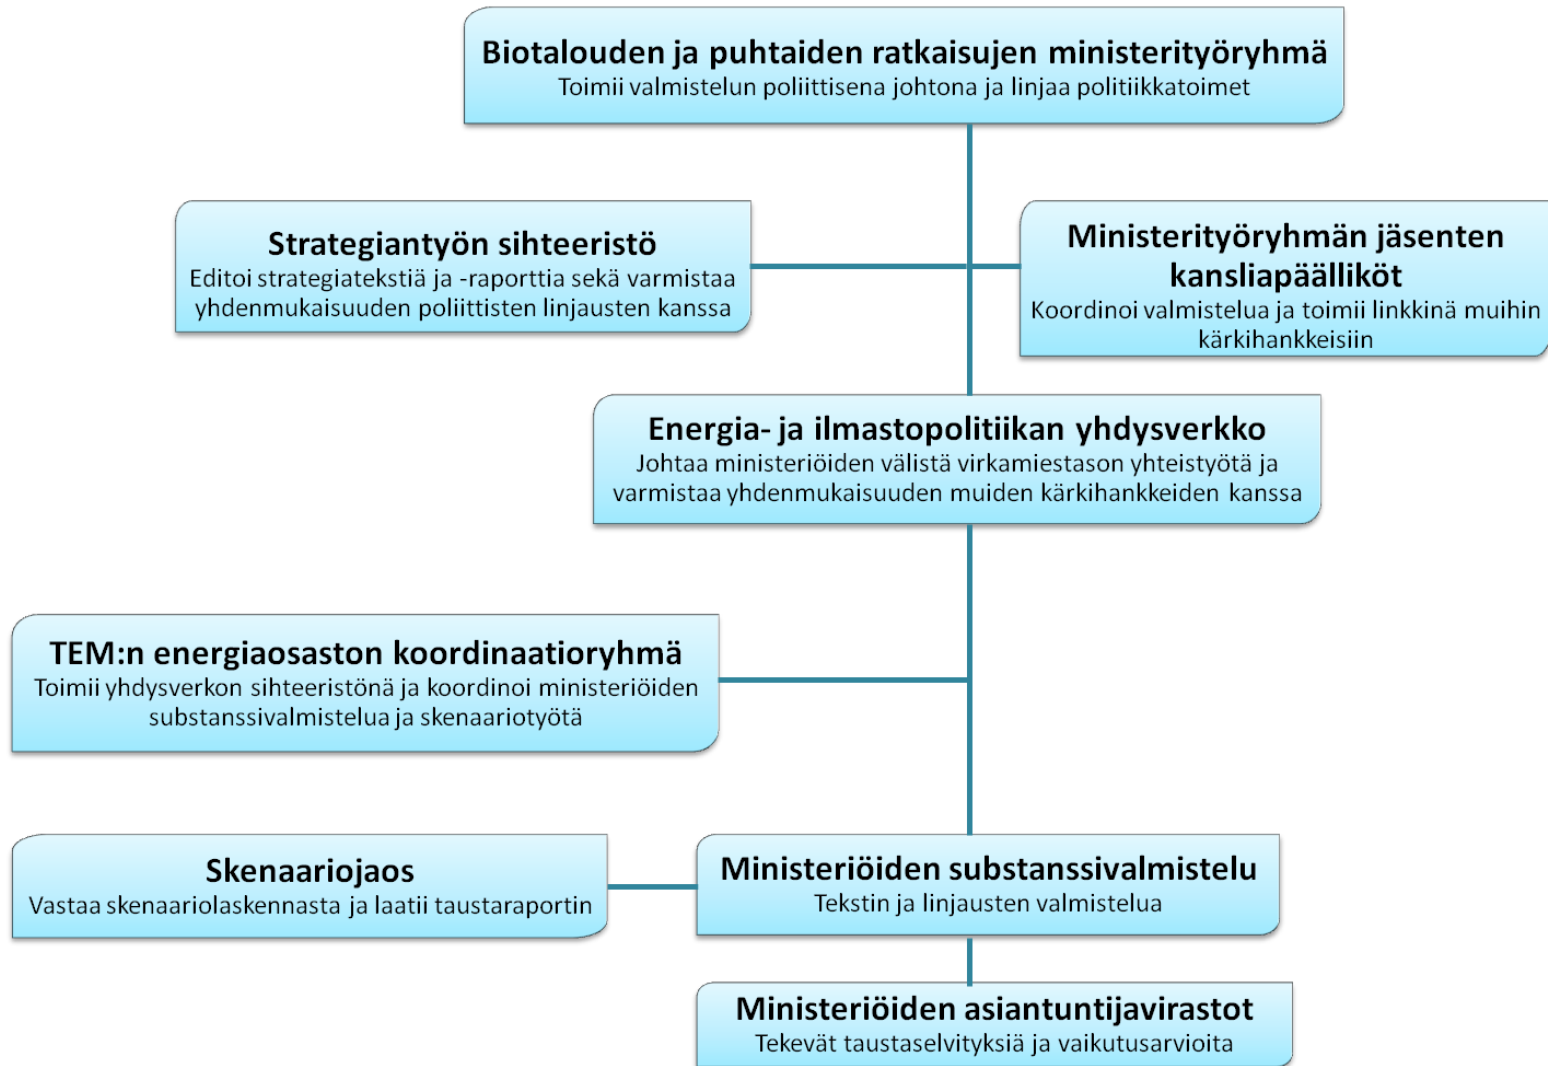 Biotalouden ja puhtaiden ratkaisujen ministerityöryhmä
Toimii valmistelun poliittisena johtona ja linjaa politiikkatoimet
Strategiantyön sihteeristö
Editoi strategiatekstiä ja -raporttia sekä varmistaa
yhdenmukaisuuden poliittisten linjausten kanssa
Ministerityöryhmän jäsenten
kansliapäälliköt
Koordinoi valmistelua ja toimii linkkinä muihin
kärkihankkeisiin
Energia- ja ilmastopolitiikan yhdysverkko
Johtaa ministeriöiden välistä virkamiestason yhteistyötä ja
varmistaa yhdenmukaisuuden muiden kärkihankkeiden kanssa
TEM:n energiaosaston koordinaatioryhmä
Toimii yhdysverkon sihteeristönä ja koordinoi ministeriöiden
substanssivalmistelua ja skenaariotyötä
Skenaariojaos
Vastaa skenaariolaskennasta ja laatii taustaraportin
Ministeriöiden substanssivalmistelu
Tekstin ja linjausten valmistelua
Ministeriöiden asiantuntijavirastot
Tekevät taustaselvityksiä ja vaikutusarvioita